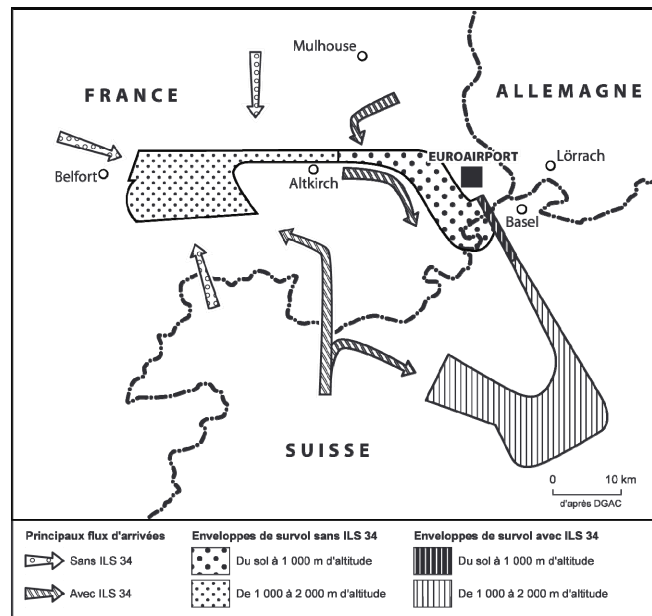 Mulhouse
FRANCE
ALLEMAGNE
EUROAIRPORT
Lörrach
Belfort
Altkirch
Basel
SUISSE
0 10 km
d'après DGAC
Principaux flux d'arrivées
Sans ILS 34
Avec ILS 34
Enveloppes de survol sans ILS 34
Du sol à 1 000 m d'altitude
De 1 000 à 2 000 m d'altitude
Enveloppes de survol avec ILS 34
Du sol à 1 000 m d'altitude
De 1 000 à 2 000 m d'altitude